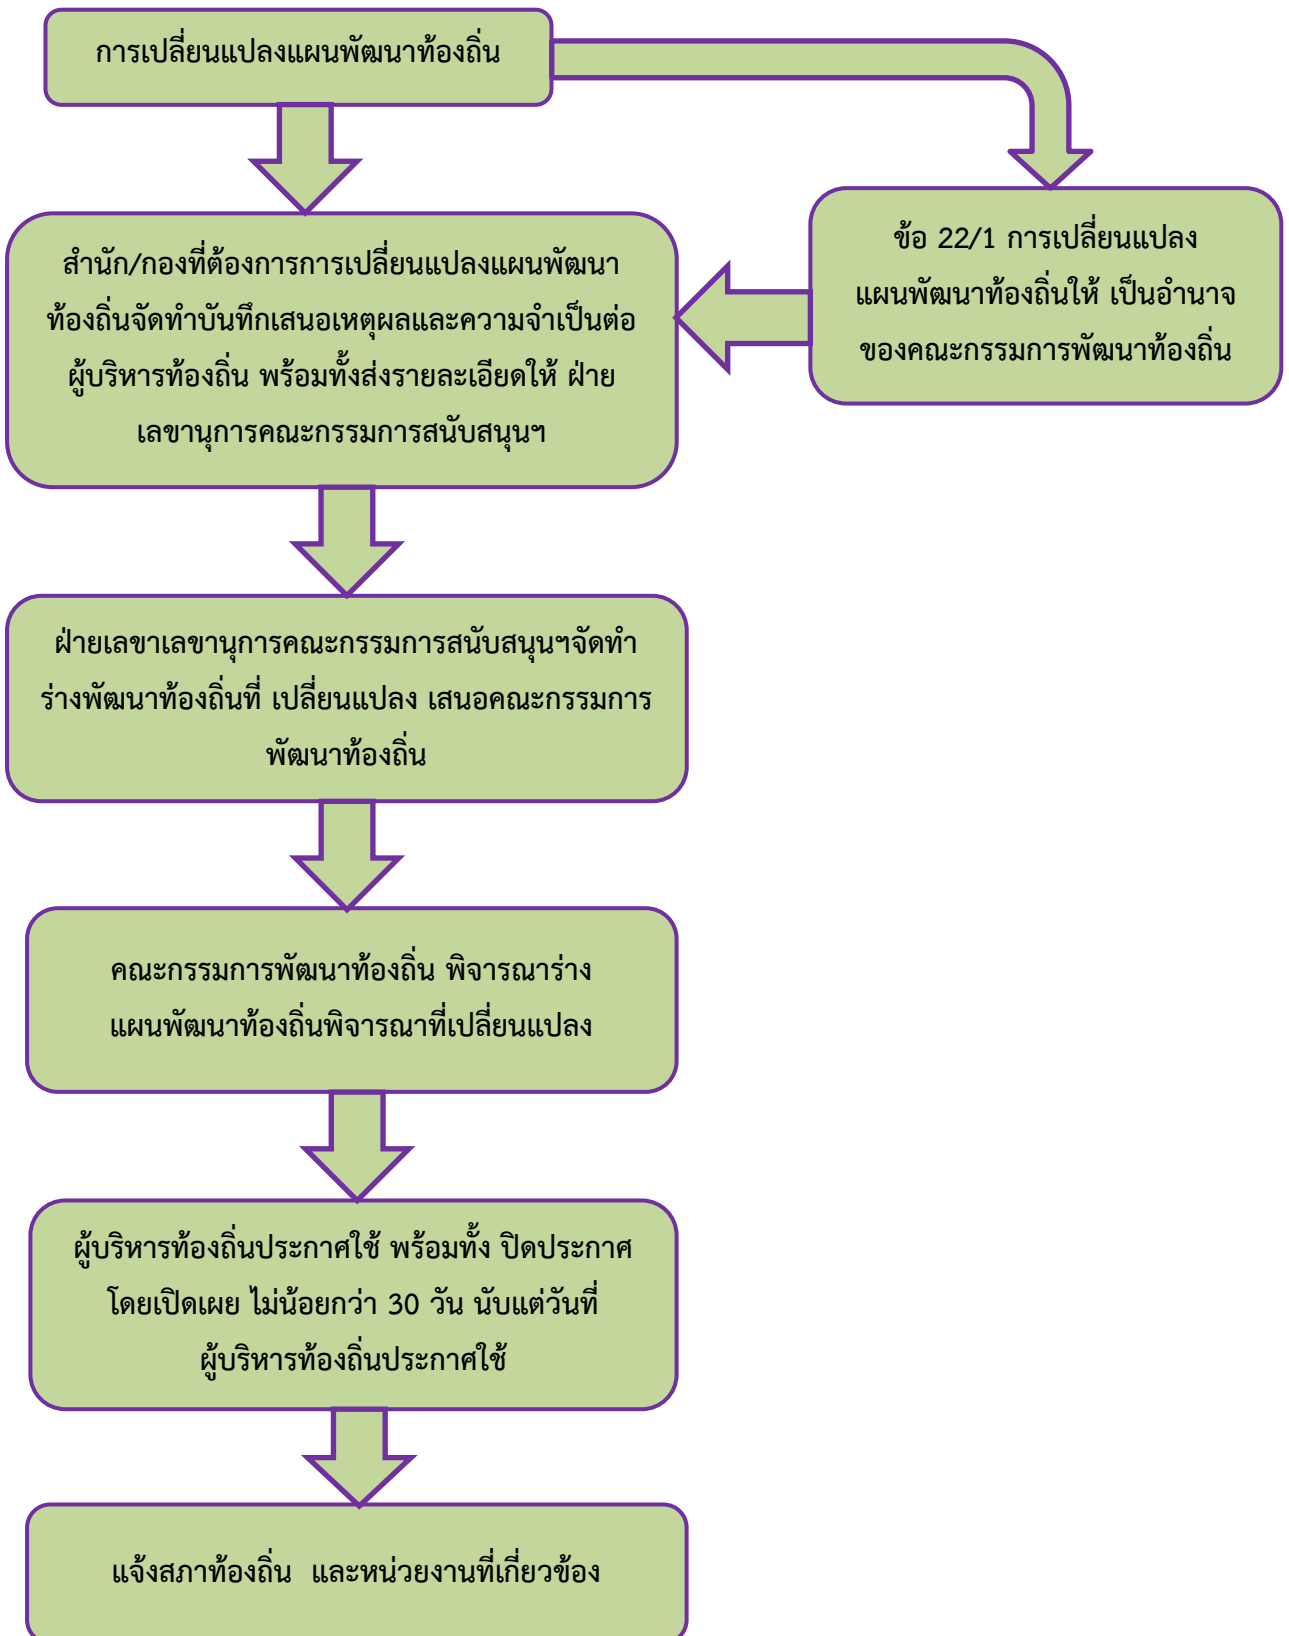 การเปลี่ยนแปลงแผนพัฒนาท้องถิ่น
ข้อ 22/1 การเปลี่ยนแปลง
แผนพัฒนาท้องถิ่นให้ เป็นอำนาจ
ของคณะกรรมการพัฒนาท้องถิ่น
สำนัก/กองที่ต้องการการเปลี่ยนแปลงแผนพัฒนา
ท้องถิ่นจัดทำบันทึกเสนอเหตุผลและความจำเป็นต่อ
ผู้บริหารท้องถิ่น พร้อมทั้งส่งรายละเอียดให้ ฝ่าย
เลขานุการคณะกรรมการสนับสนุนฯ
ฝ่ายเลขาเลขานุการคณะกรรมการสนับสนุนฯจัดทำ
ร่างพัฒนาท้องถิ่นที่ เปลี่ยนแปลง เสนอคณะกรรมการ
พัฒนาท้องถิ่น
คณะกรรมการพัฒนาท้องถิ่น พิจารณาร่าง
แผนพัฒนาท้องถิ่นพิจารณาที่เปลี่ยนแปลง
ผู้บริหารท้องถิ่นประกาศใช้ พร้อมทั้ง ปิดประกาศ
โดยเปิดเผย ไม่น้อยกว่า 30 วัน นับแต่วันที่
ผู้บริหารท้องถิ่นประกาศใช้
แจ้งสภาท้องถิ่น  และหน่วยงานที่เกี่ยวข้อง